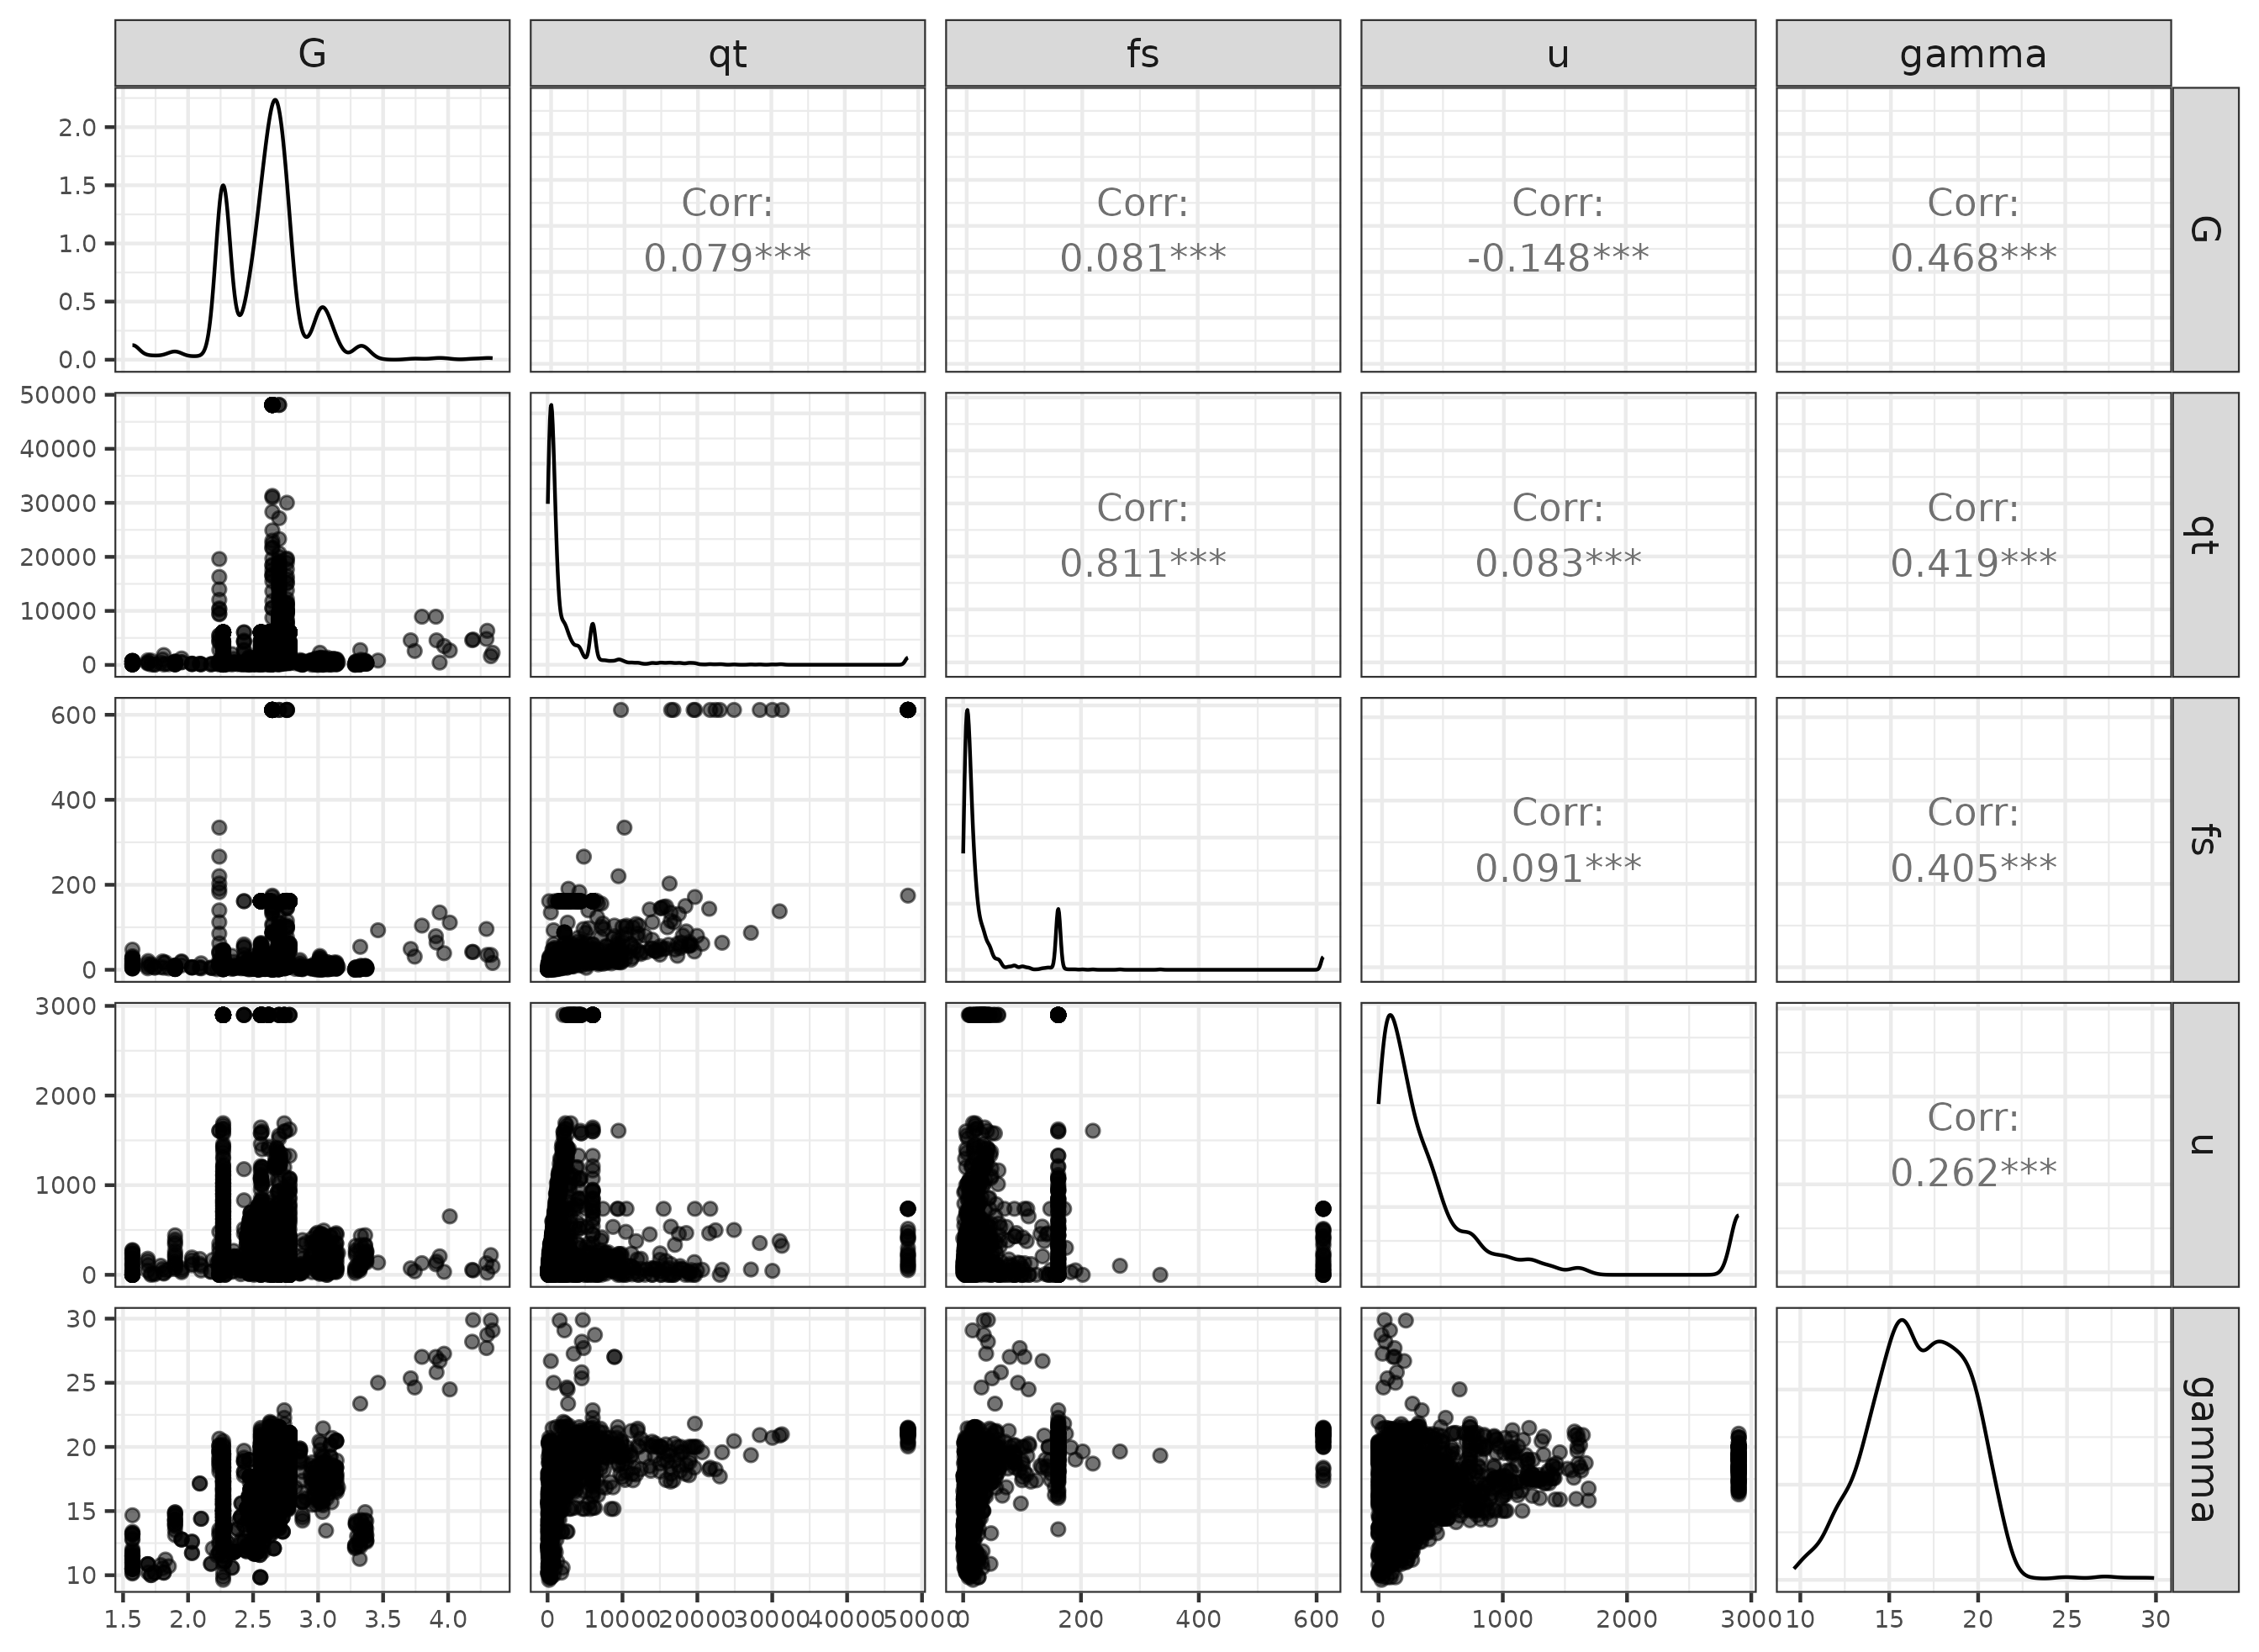 G qt fs u gamma
2.0
1.5
1.0
0.5
0.0
Corr:
0.079***
Corr:
0.081***
Corr:
-0.148***
Corr:
0.468***
G
50000
40000
30000
20000
10000
0
Corr:
0.811***
Corr:
0.083***
Corr:
0.419***
qt
600
400
200
0
Corr:
0.091***
Corr:
0.405***
fs
3000
2000
1000
0
Corr:
0.262***
u
30
25
20
15
10
gamma
1.5 2.0 2.5 3.0 3.5 4.0
0 10000 20000 30000 40000 50000
0 200 400 600
0 1000 2000 3000
10 15 20 25 30